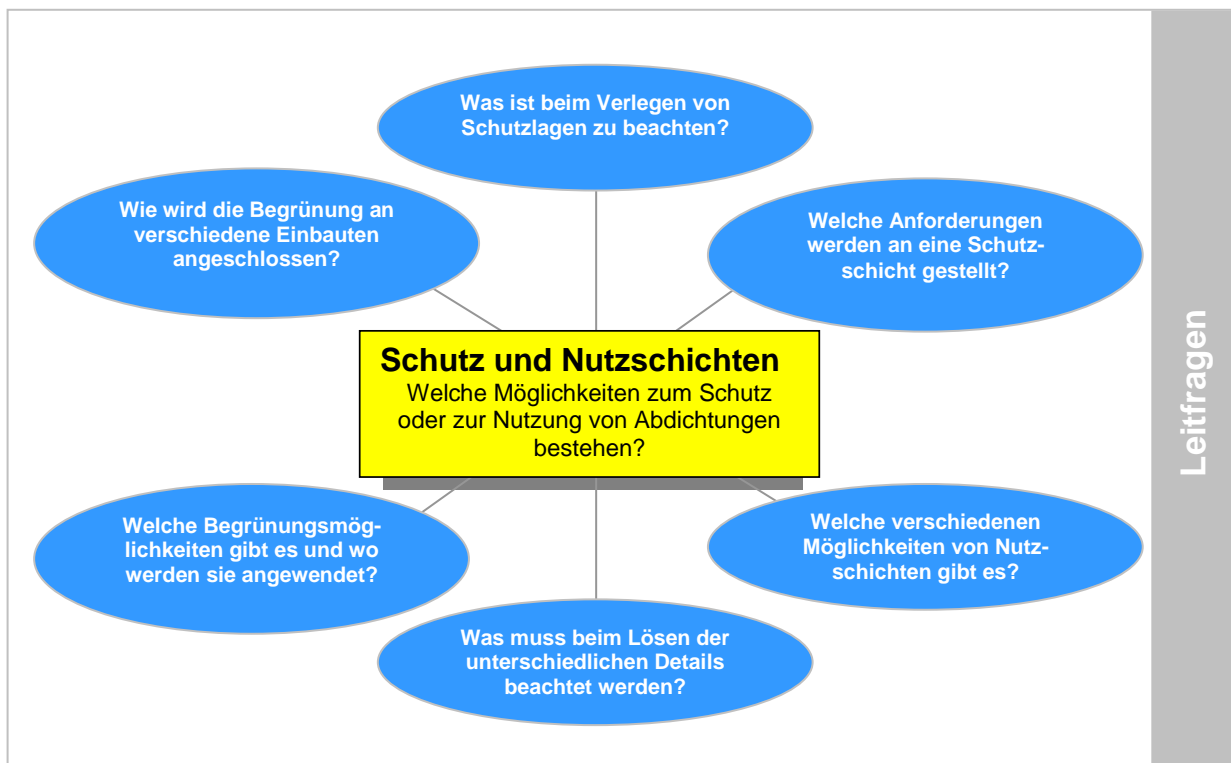 Was ist beim Verlegen von
Schutzlagen zu beachten?
Wie wird die Begrünung an
verschiedene Einbauten
angeschlossen?
Welche Anforderungen
werden an eine Schutz-
schicht gestellt?
Schutz und Nutzschichten
Welche Möglichkeiten zum Schutz
oder zur Nutzung von Abdichtungen
bestehen?
Welche Begrünungsmög-
lichkeiten gibt es und wo
werden sie angewendet?
Welche verschiedenen
Möglichkeiten von Nutz-
schichten gibt es?
Was muss beim Lösen der
unterschiedlichen Details
beachtet werden?
Leitfragen